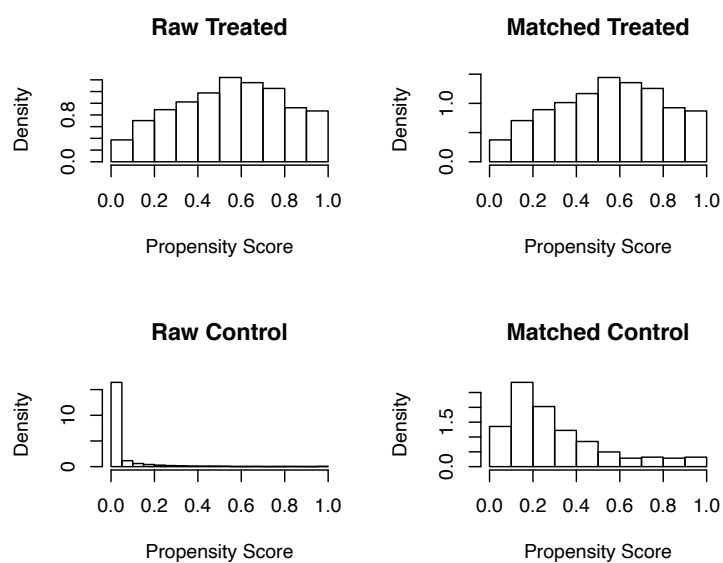 Raw Treated
Density
0.0
0.8
0.0 0.2 0.4 0.6 0.8 1.0
Propensity Score
Matched Treated
Density
0.0
1.0
0.0 0.2 0.4 0.6 0.8 1.0
Propensity Score
Raw Control
Density
0
10
0.0 0.2 0.4 0.6 0.8 1.0
Propensity Score
Matched Control
Density
0.0
1.5
0.0 0.2 0.4 0.6 0.8 1.0
Propensity Score